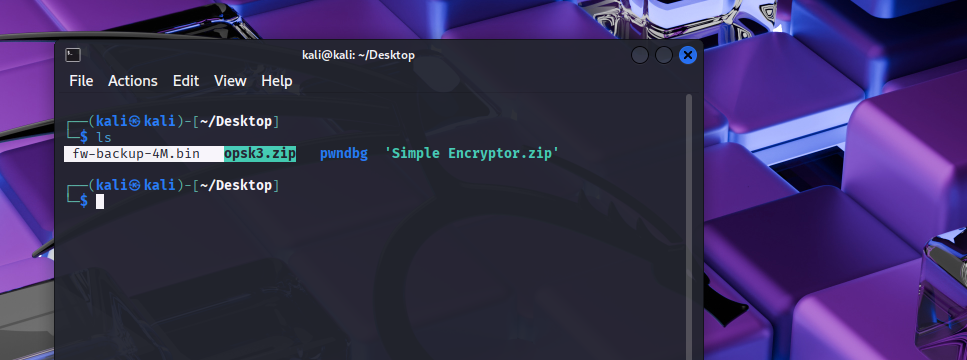 kali@kali: ~/Desktop
File Actions Edit View Help
┌──(kali㉿kali)-[~/Desktop]
└─$ ls
fw-backup-4M.bin opsk3.zip pwndbg 'Simple Encryptor.zip'
┌──(kali㉿kali)-[~/Desktop]
└─$